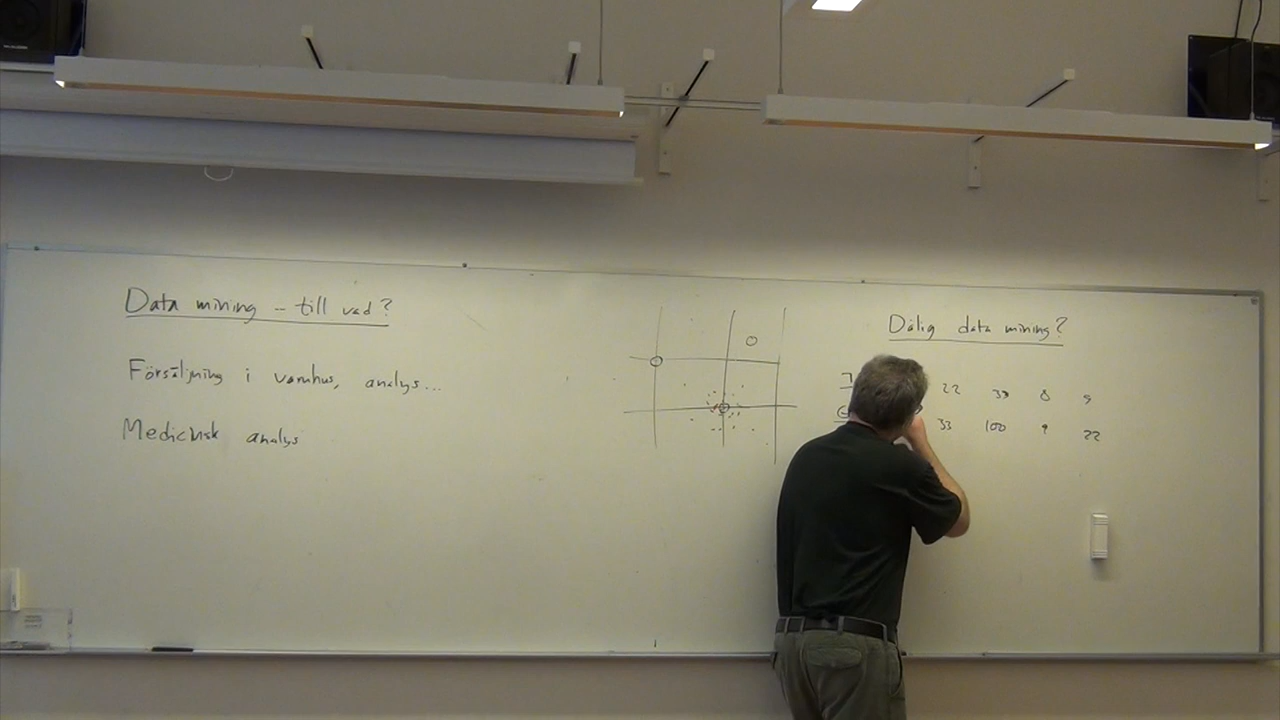 Data mining – till vad?
Försäljning i varuhus, analys...
Medicinsk analys
Dålig data mining?
22 33 8 9
33 100 9 22